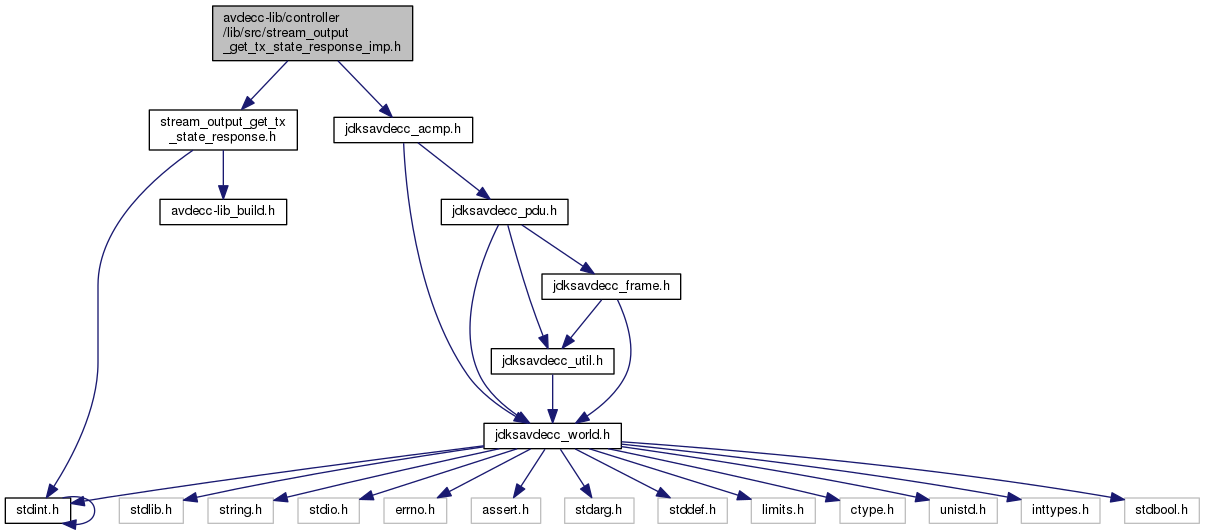 avdecc-lib/controller
/lib/src/stream_output
_get_tx_state_response_imp.h
stream_output_get_tx
_state_response.h
jdksavdecc_acmp.h
avdecc-lib_build.h
jdksavdecc_pdu.h
jdksavdecc_frame.h
jdksavdecc_util.h
jdksavdecc_world.h
stdint.h
stdlib.h
string.h
stdio.h
errno.h
assert.h
stdarg.h
stddef.h
limits.h
ctype.h
unistd.h
inttypes.h
stdbool.h